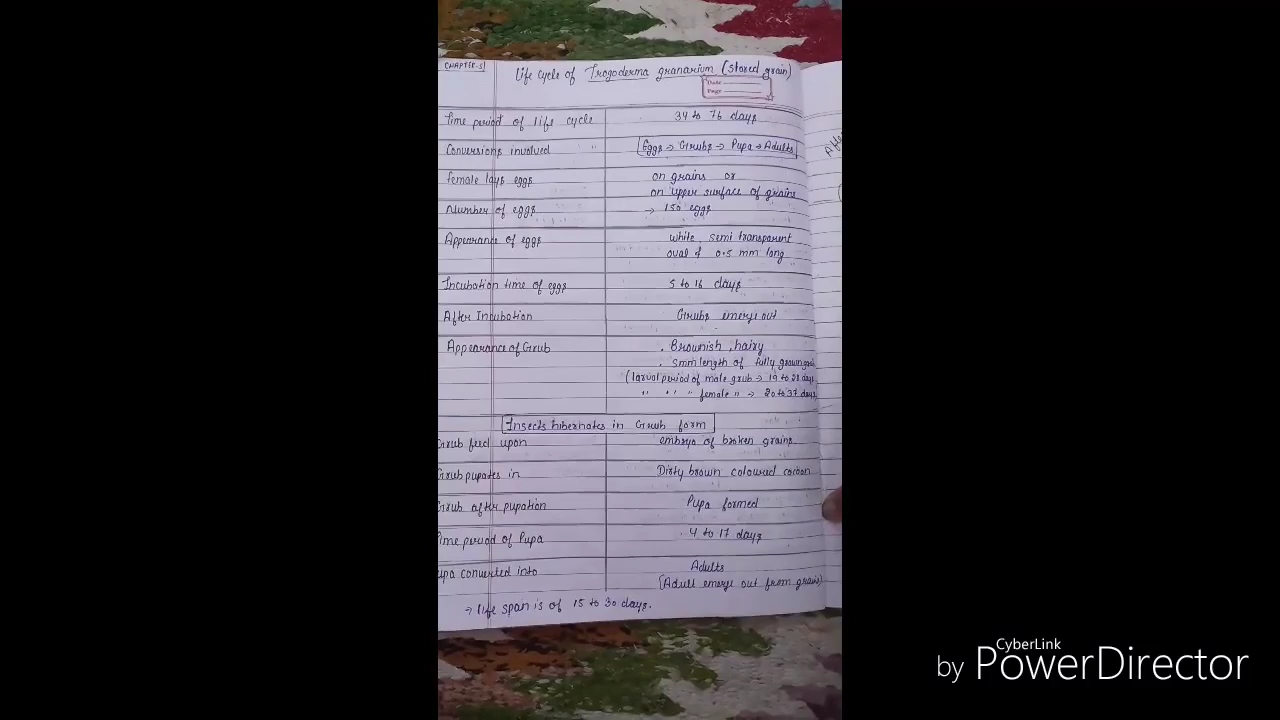 CHAPTER-5
Life cycle of Trogoderma granarium (stored grain)
Date
Page
Time period of life cycle 34 to 76 days
Conversions involved " Eggs → Grubs → Pupa → Adults
Female lays eggs on grains or
on upper surface of grains
Number of eggs → 150 eggs
Appearance of eggs white, semi transparent
oval & 0.5 mm long
Incubation time of eggs 5 to 16 days
After Incubation Grubs emerge out
Appearance of Grub . Brownish, hairy
. 5mm length of fully grown
(larval period of male grub → 19 to 28 days
" " " female " → 20 to 37 days
Insects hibernates in Grub form
Grub feed upon embryo of broken grains
Grub pupates in Dirty brown coloured cocoon
Grub after pupation Pupa formed
Time period of Pupa 4 to 17 days
upa converted into Adults
(Adult emerge out from grains)
→ life span is of 15 to 30 days.
Afte
CyberLink
by PowerDirector